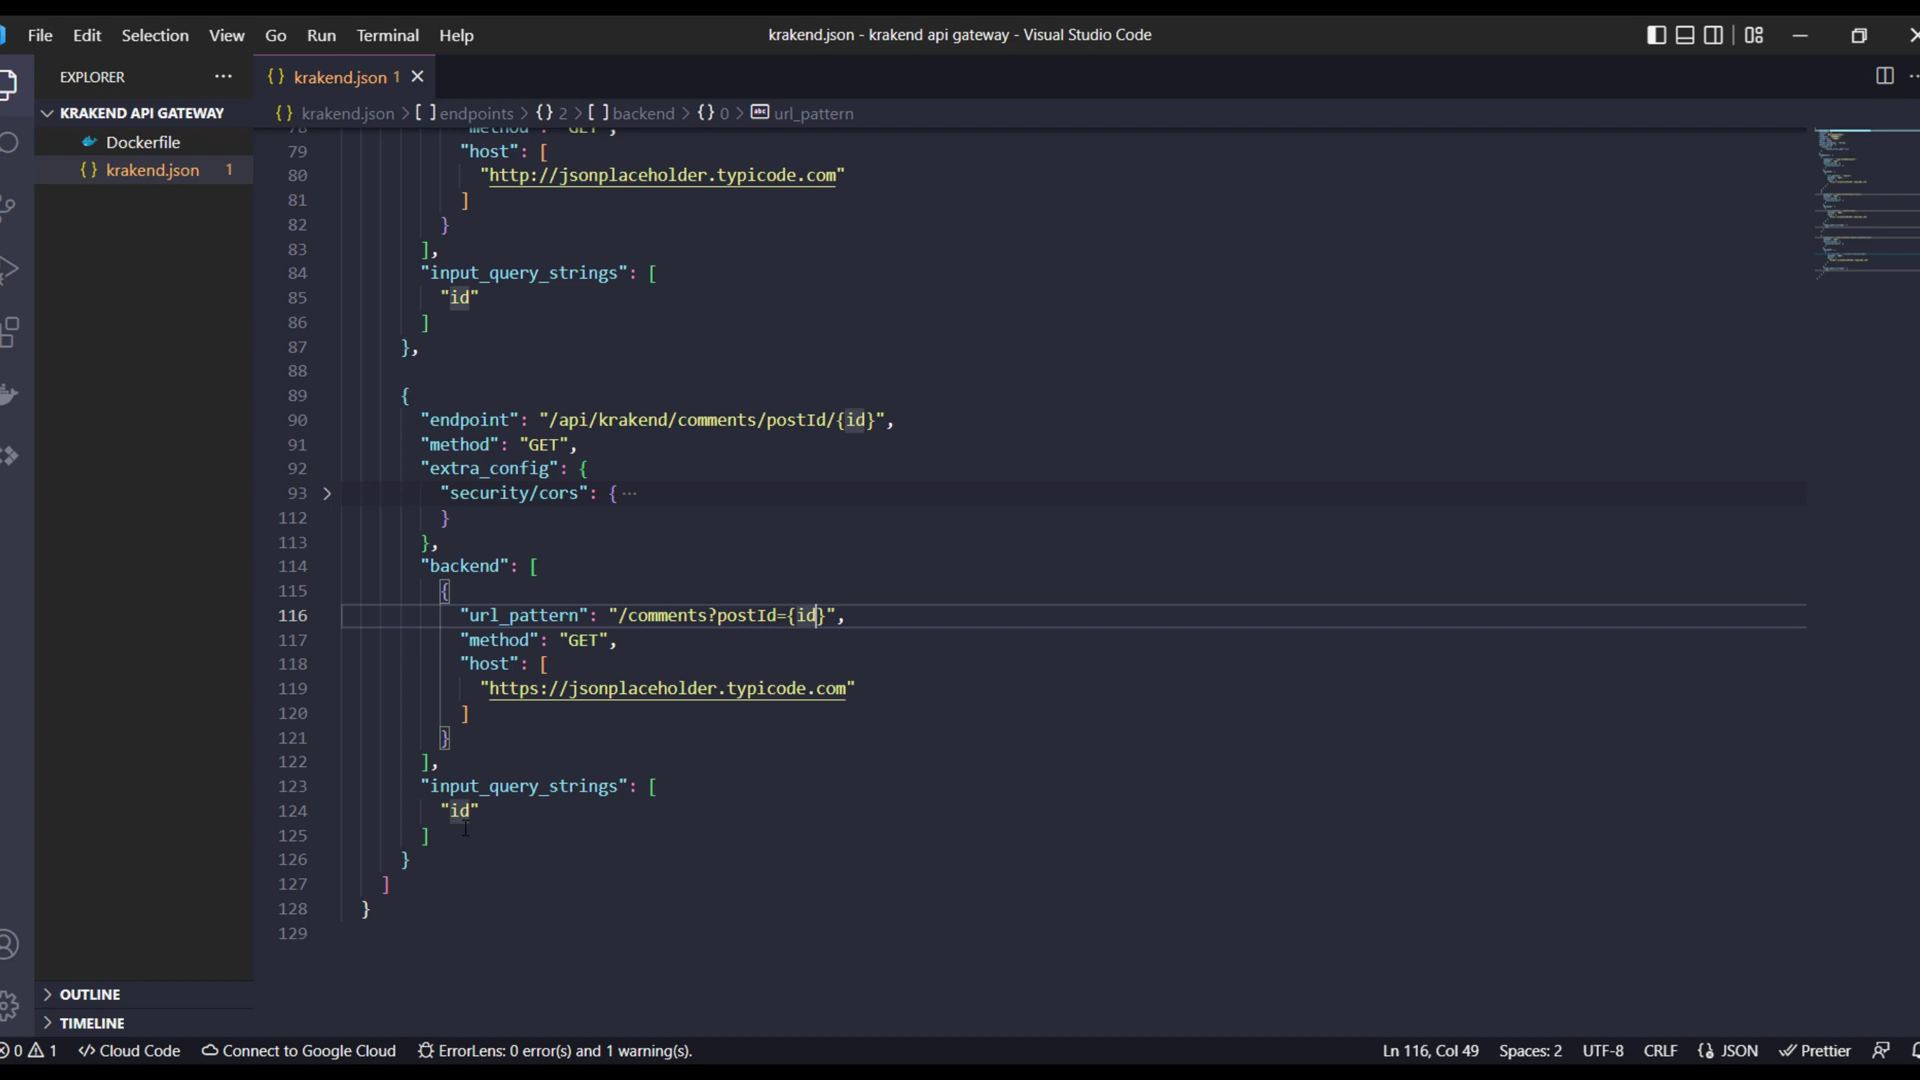 File Edit Selection View Go Run Terminal Help
krakend.json - krakend api gateway - Visual Studio Code
EXPLORER ···
{} krakend.json 1 ×
KRAKEND API GATEWAY
{} krakend.json > [ ] endpoints > {} 2 > [ ] backend > {} 0 > abc url_pattern
Dockerfile
{} krakend.json 1
78 "method": "GET",
79 "host": [
80 "http://jsonplaceholder.typicode.com"
81 ]
82 }
83 ],
84 "input_query_strings": [
85 "id"
86 ]
87 },
88
89 {
90 "endpoint": "/api/krakend/comments/postId/{id}",
91 "method": "GET",
92 "extra_config": {
93 "security/cors": { ···
112 }
113 },
114 "backend": [
115 {
116 "url_pattern": "/comments?postId={id}",
117 "method": "GET",
118 "host": [
119 "https://jsonplaceholder.typicode.com"
120 ]
121 }
122 ],
123 "input_query_strings": [
124 "id"
125 ]
126 }
127 ]
128 }
129
OUTLINE
TIMELINE
0 1 Cloud Code Connect to Google Cloud ErrorLens: 0 error(s) and 1 warning(s). Ln 116, Col 49 Spaces: 2 UTF-8 CRLF JSON Prettier